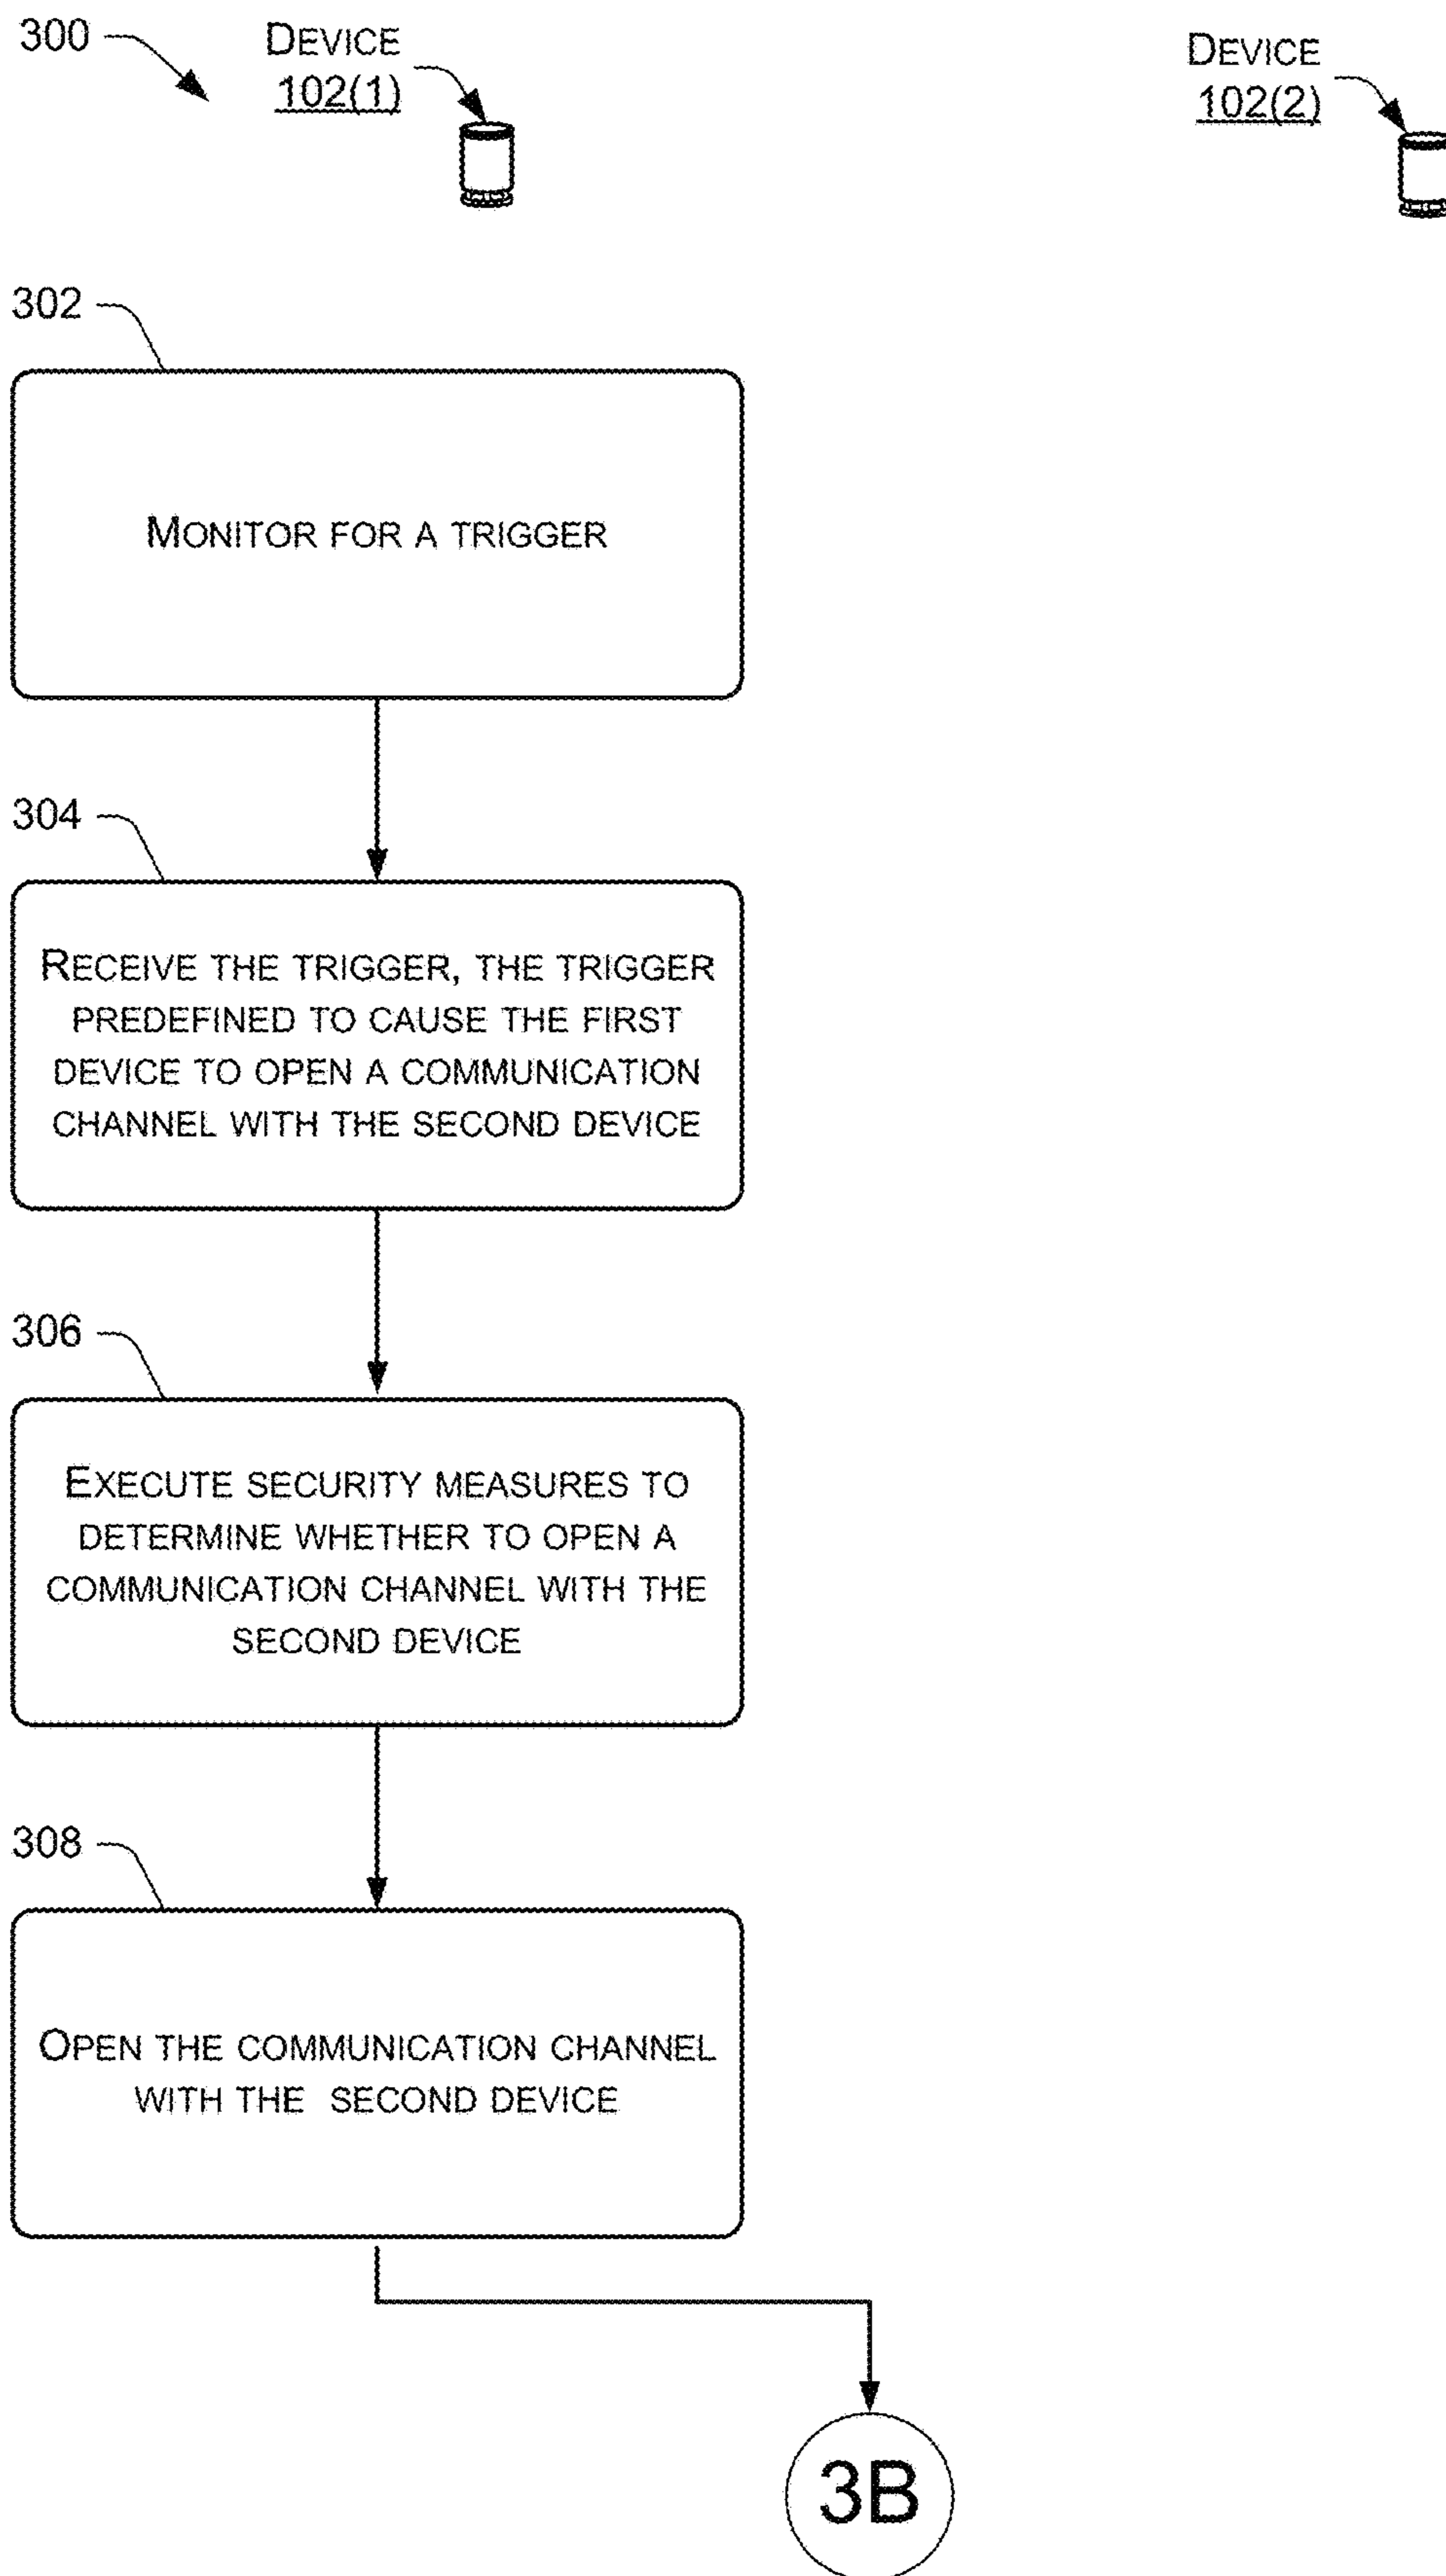 300
DEVICE
102(1)
DEVICE
102(2)
302
MONITOR FOR A TRIGGER
304
RECEIVE THE TRIGGER, THE TRIGGER
PREDEFINED TO CAUSE THE FIRST
DEVICE TO OPEN A COMMUNICATION
CHANNEL WITH THE SECOND DEVICE
306
EXECUTE SECURITY MEASURES TO
DETERMINE WHETHER TO OPEN A
COMMUNICATION CHANNEL WITH THE
SECOND DEVICE
308
OPEN THE COMMUNICATION CHANNEL
WITH THE SECOND DEVICE
3B